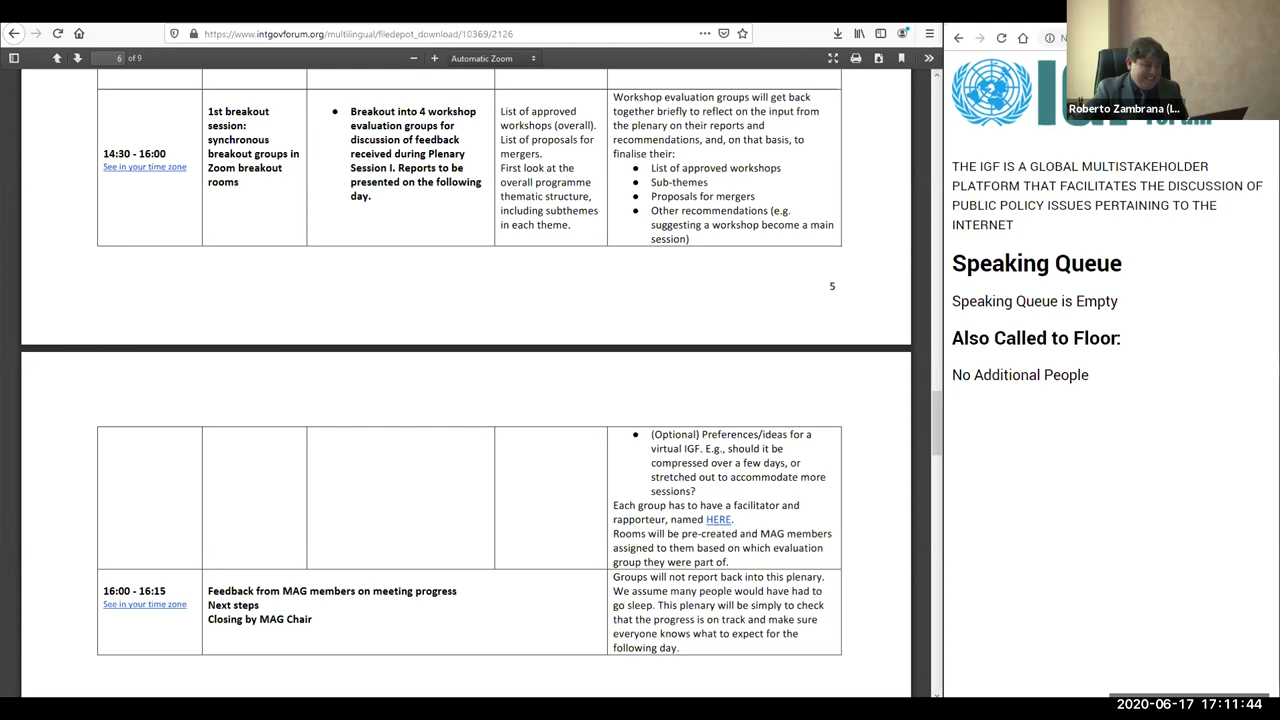 https://www.intgovforum.org/multilingual/filedepot_download/10369/2126
6 of 9
Automatic Zoom
Roberto Zambrana (I...
14:30 - 16:00
See in your time zone
1st breakout
session:
synchronous
breakout groups in
Zoom breakout
rooms
● Breakout into 4 workshop
evaluation groups for
discussion of feedback
received during Plenary
Session I. Reports to be
presented on the following
day.
List of approved
workshops (overall).
List of proposals for
mergers.
First look at the
overall programme
thematic structure,
including subthemes
in each theme.
Workshop evaluation groups will get back
together briefly to reflect on the input from
the plenary on their reports and
recommendations, and, on that basis, to
finalise their:
● List of approved workshops
● Sub-themes
● Proposals for mergers
● Other recommendations (e.g.
suggesting a workshop become a main
session)
5
● (Optional) Preferences/ideas for a
virtual IGF. E.g., should it be
compressed over a few days, or
stretched out to accommodate more
sessions?
Each group has to have a facilitator and
rapporteur, named HERE.
Rooms will be pre-created and MAG members
assigned to them based on which evaluation
group they were part of.
16:00 - 16:15
See in your time zone
Feedback from MAG members on meeting progress
Next steps
Closing by MAG Chair
Groups will not report back into this plenary.
We assume many people would have had to
go sleep. This plenary will be simply to check
that the progress is on track and make sure
everyone knows what to expect for the
following day.
THE IGF IS A GLOBAL MULTISTAKEHOLDER
PLATFORM THAT FACILITATES THE DISCUSSION OF
PUBLIC POLICY ISSUES PERTAINING TO THE
INTERNET
Speaking Queue
Speaking Queue is Empty
Also Called to Floor:
No Additional People
2020-06-17 17:11:44